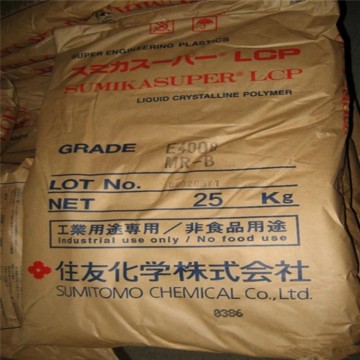 SUPER ENGINEERING PLASTICS
スミカスーパー® LCP
SUMIKASUPER® LCP
LIQUID CRYSTALLINE POLYMER
GRADE E4008
MR-B
LOT No.
NET 25 Kg
工業用途専用/非食品用途
Industrial use only / No food use
住友化学株式会社
SUMITOMO CHEMICAL Co., Ltd.
0386